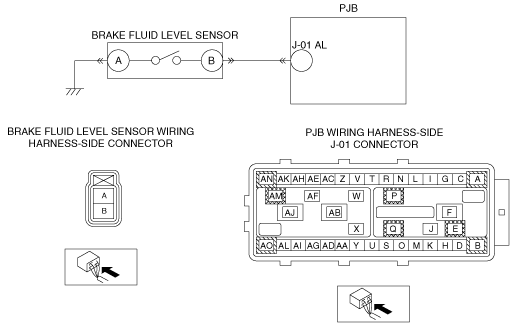 PJB
BRAKE FLUID LEVEL SENSOR
J-01 AL
A B
BRAKE FLUID LEVEL SENSOR WIRING
HARNESS-SIDE CONNECTOR
PJB WIRING HARNESS-SIDE
J-01 CONNECTOR
A
B
AN AK AH AE AC Z V T R N L I G C A
AM AF W P
AJ AB F
X Q J E
AO AL AI AG AD AA Y U S O M K H D B